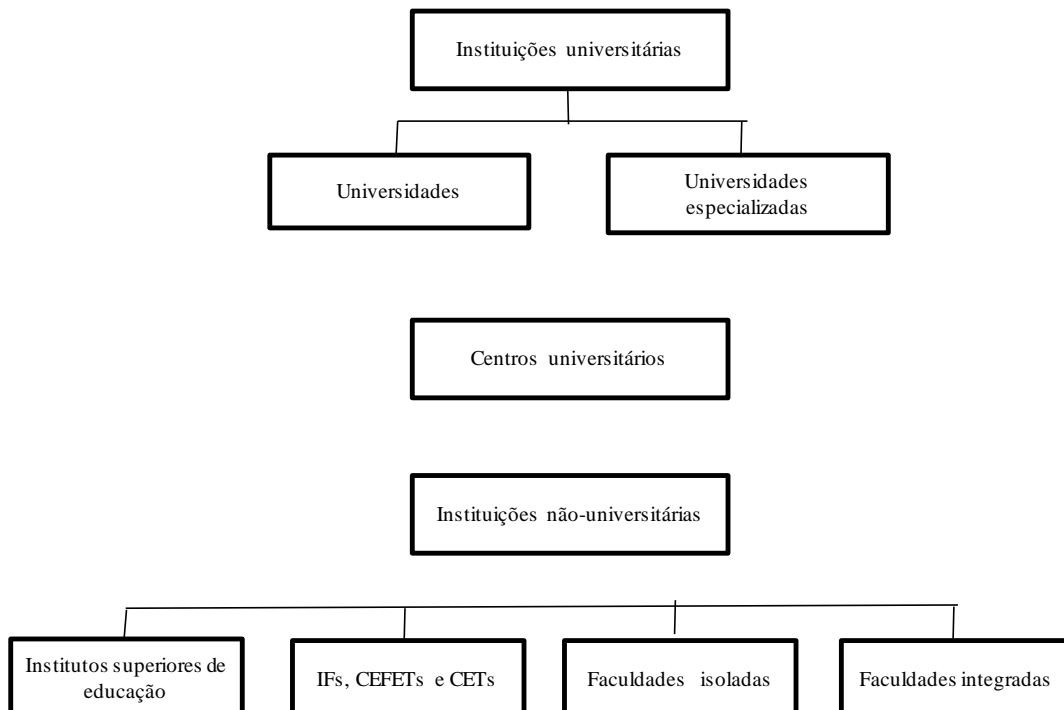 Instituições universitárias
Universidades
Universidades
especializadas
Centros universitários
Instituições não-universitárias
Institutos superiores de
educação
IFs, CEFETs e CETs
Faculdades isoladas
Faculdades integradas